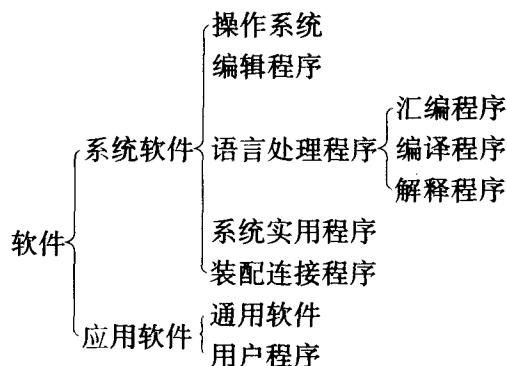 操作系统
编辑程序
汇编程序
系统软件
语言处理程序
编译程序
解释程序
软件
系统实用程序
装配连接程序
应用软件
通用软件
用户程序